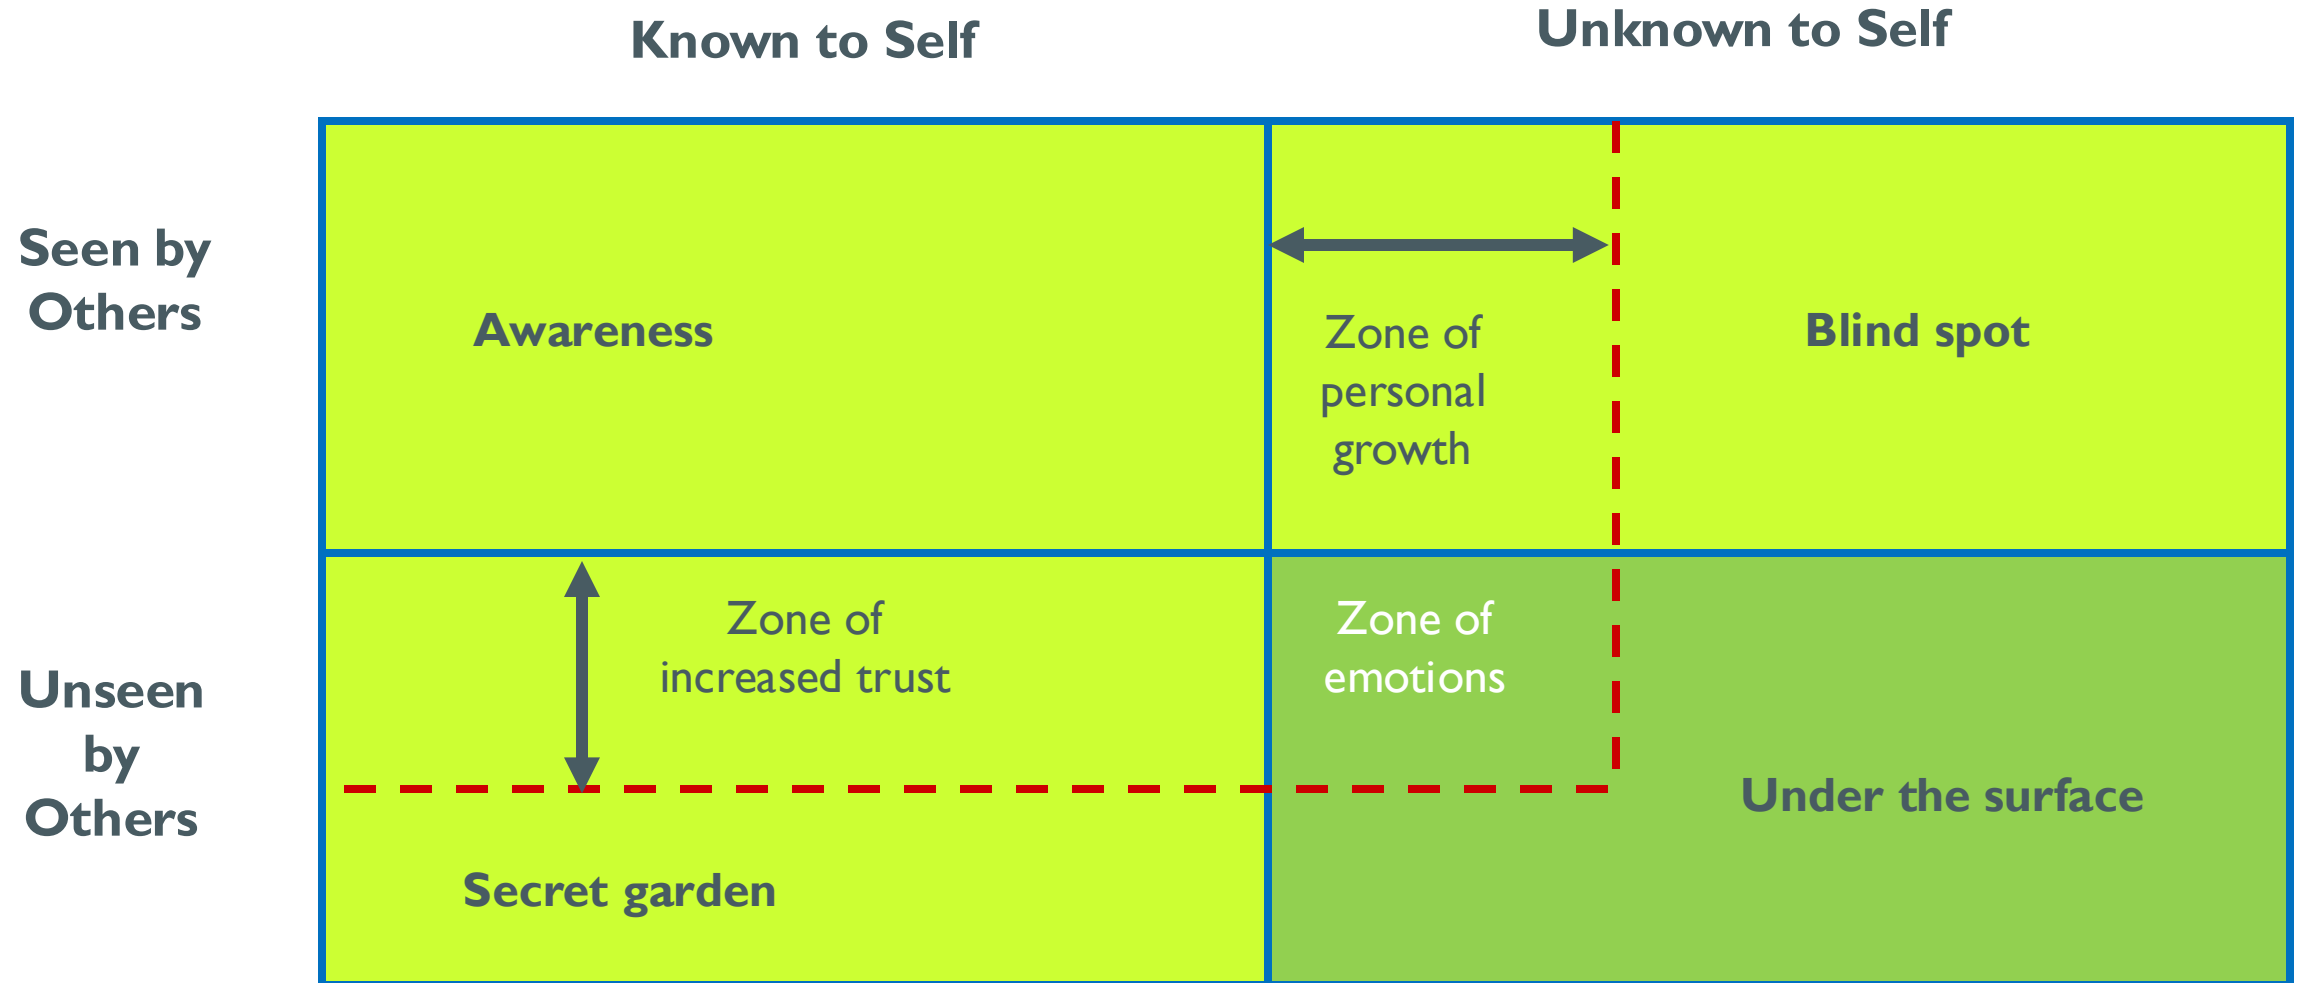 Known to Self
Unknown to Self
Seen by
Others
Awareness
Zone of
personal
growth
Blind spot
Unseen
by
Others
Zone of
increased trust
Zone of
emotions
Under the surface
Secret garden